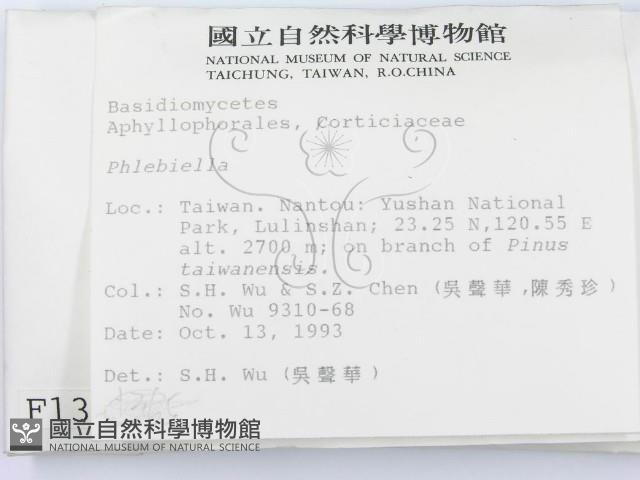 國立自然科學博物館
NATIONAL MUSEUM OF NATURAL SCIENCE
TAICHUNG, TAIWAN, R.O.CHINA
Basidiomycetes
Aphyllophorales, Corticiaceae
Phlebiella
Loc.: Taiwan. Nantou: Yushan National
Park, Lulinshan; 23.25 N,120.55 E
alt. 2700 m; on branch of Pinus
taiwanensis.
Col.: S.H. Wu & S.Z. Chen (吳聲華,陳秀珍)
No. Wu 9310-68
Date: Oct. 13, 1993
Det.: S.H. Wu (吳聲華)
F13
國立自然科學博物館
NATIONAL MUSEUM OF NATURAL SCIENCE